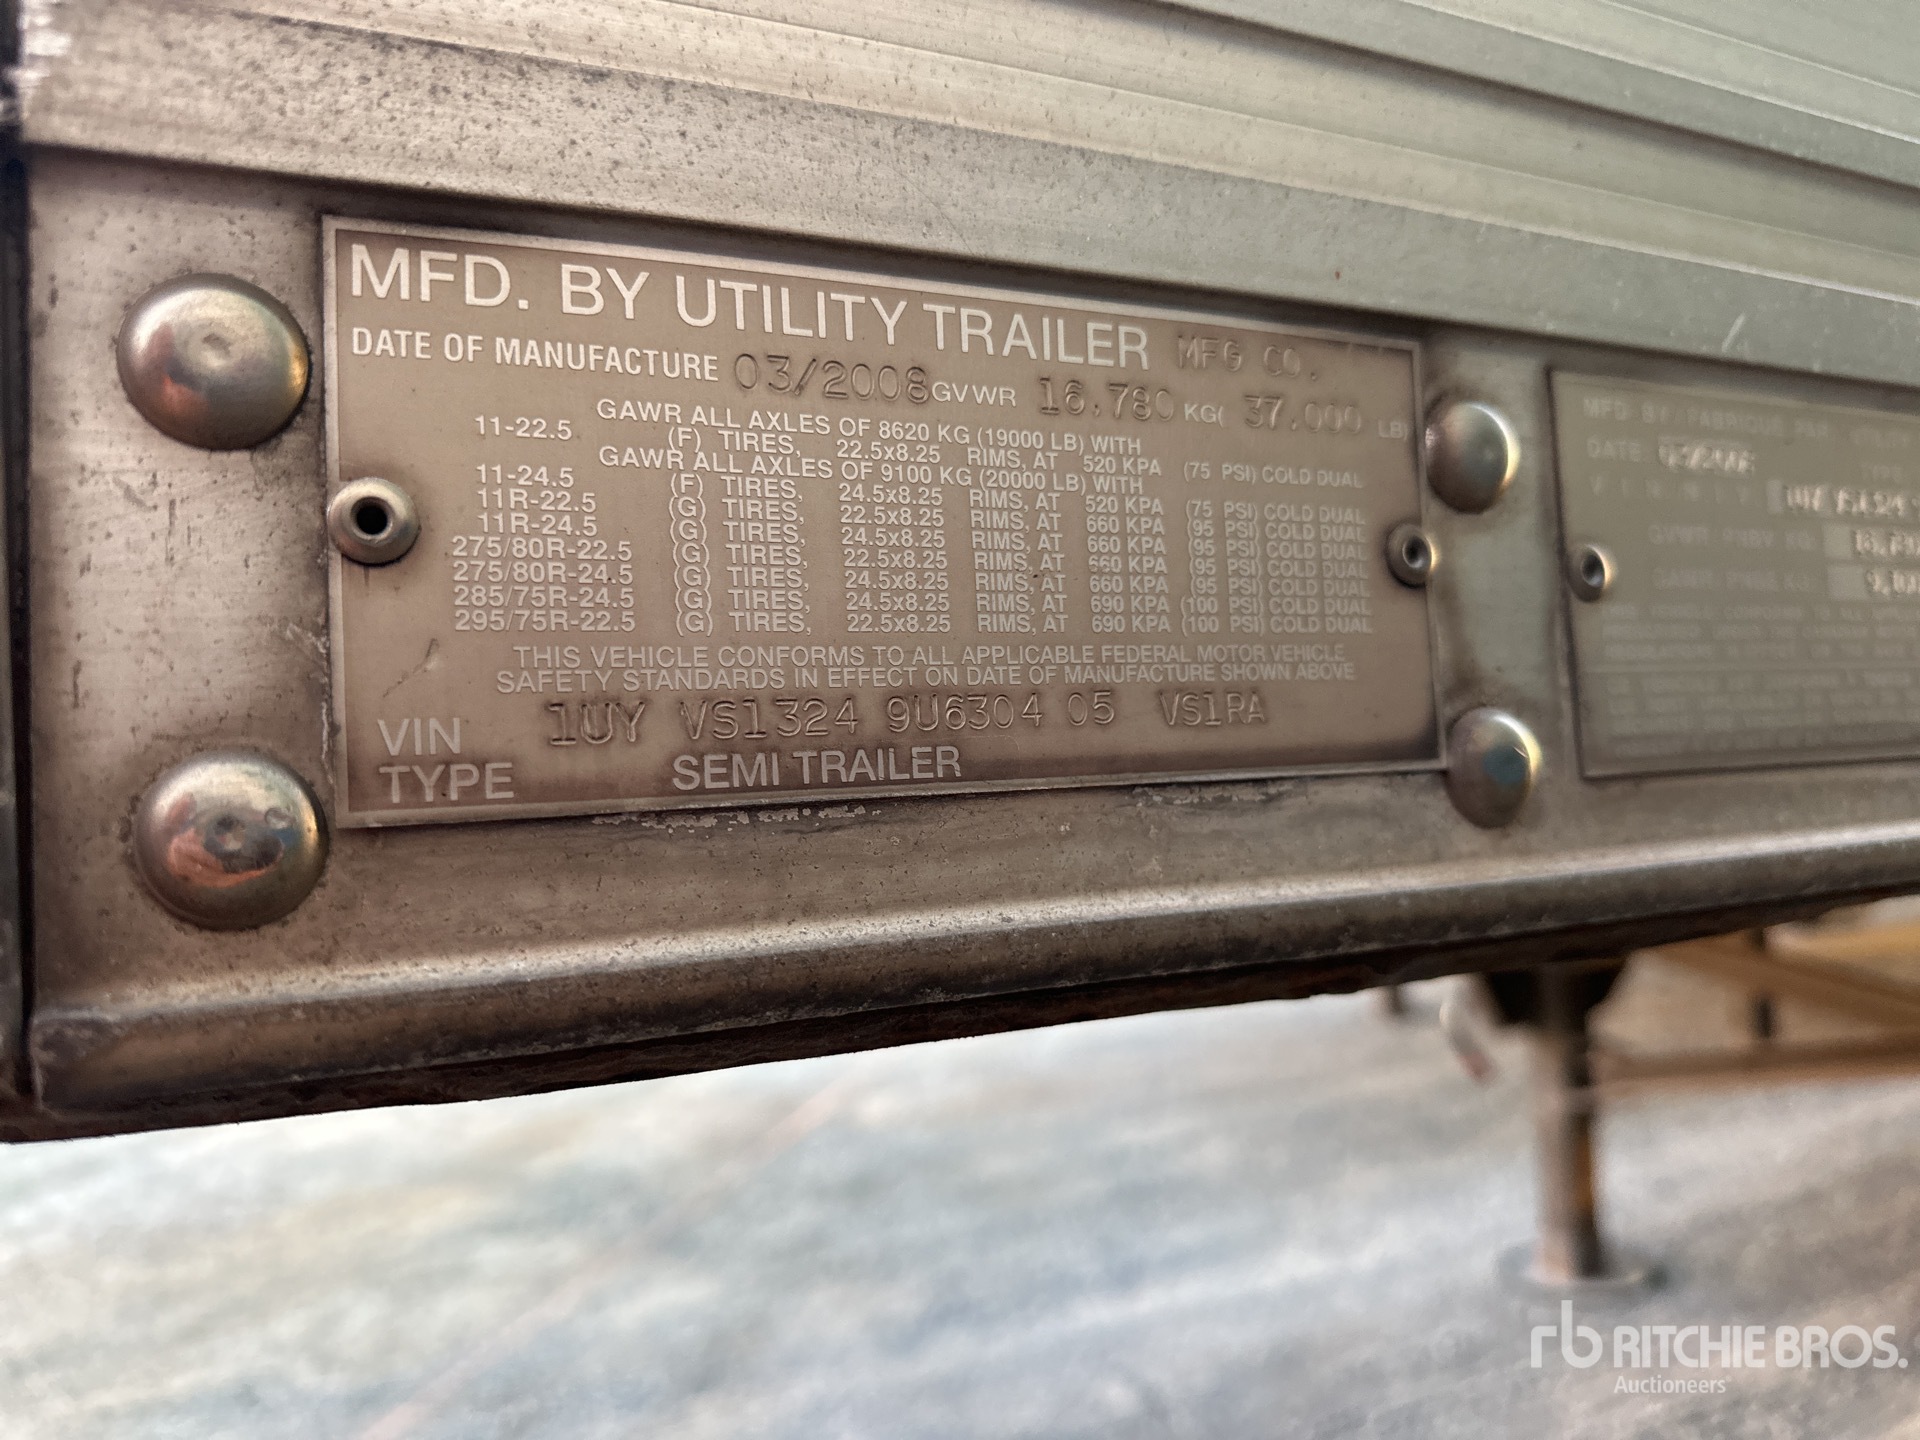 MFD. BY UTILITY TRAILER MFG CO.
DATE OF MANUFACTURE 03/2008 GVWR 16.780 KG( 37.000 LB)
GAWR ALL AXLES OF 8620 KG (19000 LB) WITH
11-22.5 (F) TIRES, 22.5x8.25 RIMS, AT 520 KPA (75 PSI) COLD DUAL
GAWR ALL AXLES OF 9100 KG (20000 LB) WITH
11-24.5 (F) TIRES, 24.5x8.25 RIMS, AT 520 KPA (75 PSI) COLD DUAL
11R-22.5 (G) TIRES, 22.5x8.25 RIMS, AT 660 KPA (95 PSI) COLD DUAL
11R-24.5 (G) TIRES, 24.5x8.25 RIMS, AT 660 KPA (95 PSI) COLD DUAL
275/80R-22.5 (G) TIRES, 22.5x8.25 RIMS, AT 660 KPA (95 PSI) COLD DUAL
275/80R-24.5 (G) TIRES, 24.5x8.25 RIMS, AT 660 KPA (95 PSI) COLD DUAL
285/75R-24.5 (G) TIRES, 24.5x8.25 RIMS, AT 690 KPA (100 PSI) COLD DUAL
295/75R-22.5 (G) TIRES, 22.5x8.25 RIMS, AT 690 KPA (100 PSI) COLD DUAL
THIS VEHICLE CONFORMS TO ALL APPLICABLE FEDERAL MOTOR VEHICLE
SAFETY STANDARDS IN EFFECT ON DATE OF MANUFACTURE SHOWN ABOVE
VIN 1UY VS1324 9U6304 05 VS1RA
TYPE SEMI TRAILER
MFD BY / FABRIQUE PAR
DATE 03/2008 TYPE
rb RITCHIE BROS.
Auctioneers